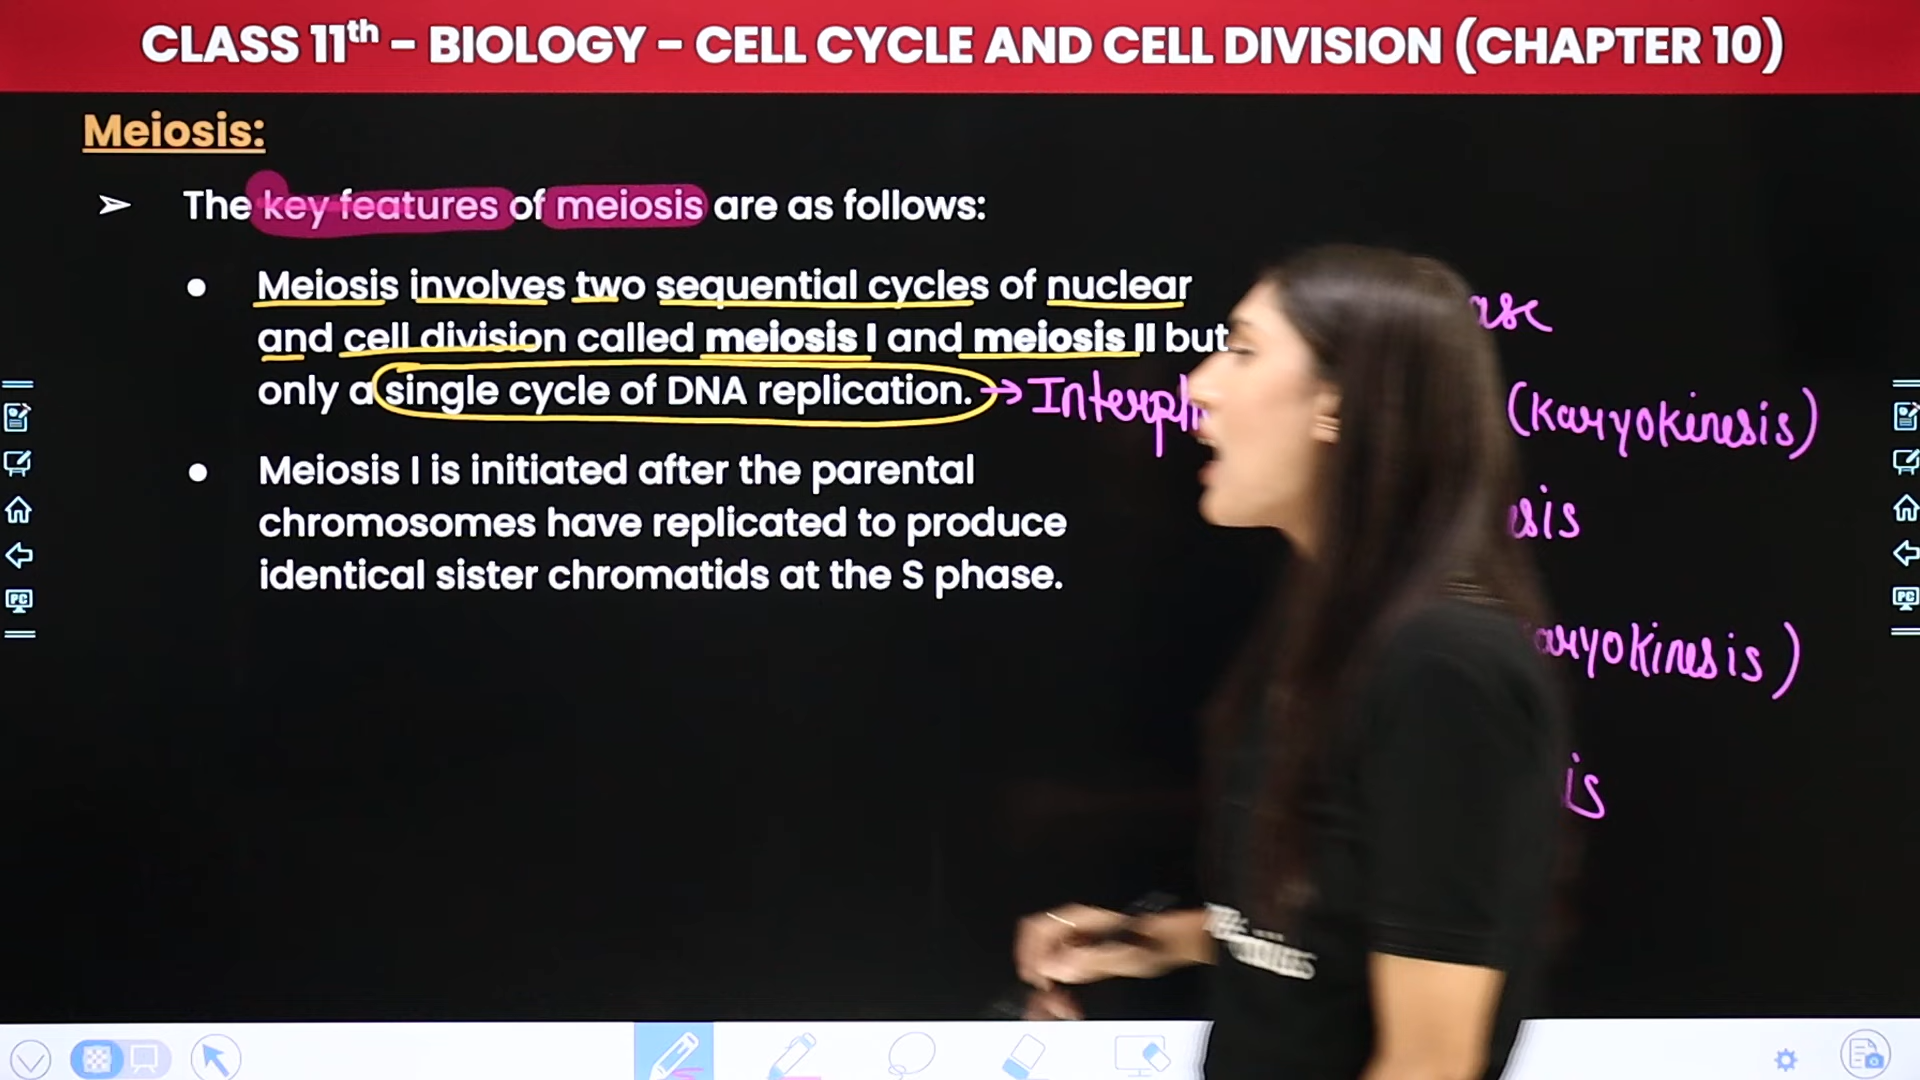 CLASS 11th – BIOLOGY – CELL CYCLE AND CELL DIVISION (CHAPTER 10)
Meiosis:
➢ The key features of meiosis are as follows:
● Meiosis involves two sequential cycles of nuclear
and cell division called meiosis I and meiosis II but
only a single cycle of DNA replication. →
(Karyokinesis)
● Meiosis I is initiated after the parental
chromosomes have replicated to produce
identical sister chromatids at the S phase.
PC
PC